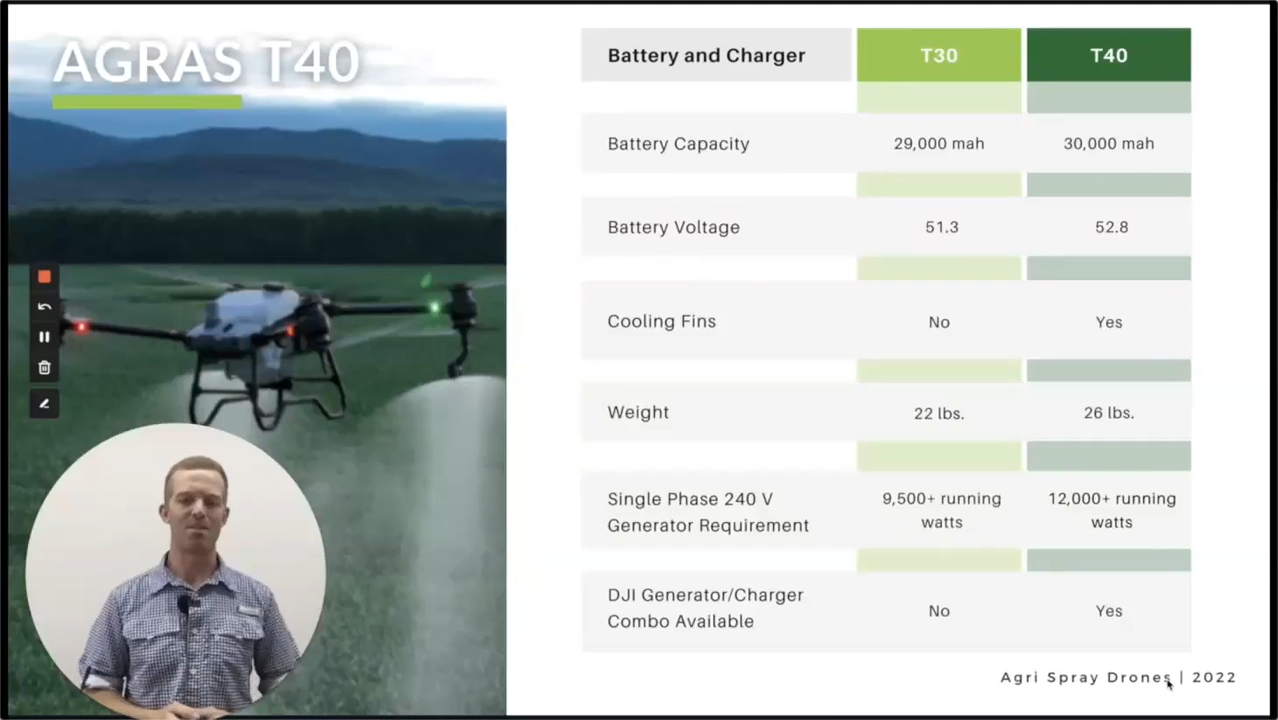 AGRAS T40
Battery and Charger T30 T40
Battery Capacity 29,000 mah 30,000 mah
Battery Voltage 51.3 52.8
Cooling Fins No Yes
Weight 22 lbs. 26 lbs.
Single Phase 240 V
Generator Requirement
9,500+ running
watts
12,000+ running
watts
DJI Generator/Charger
Combo Available
No Yes
Agri Spray Drones | 2022